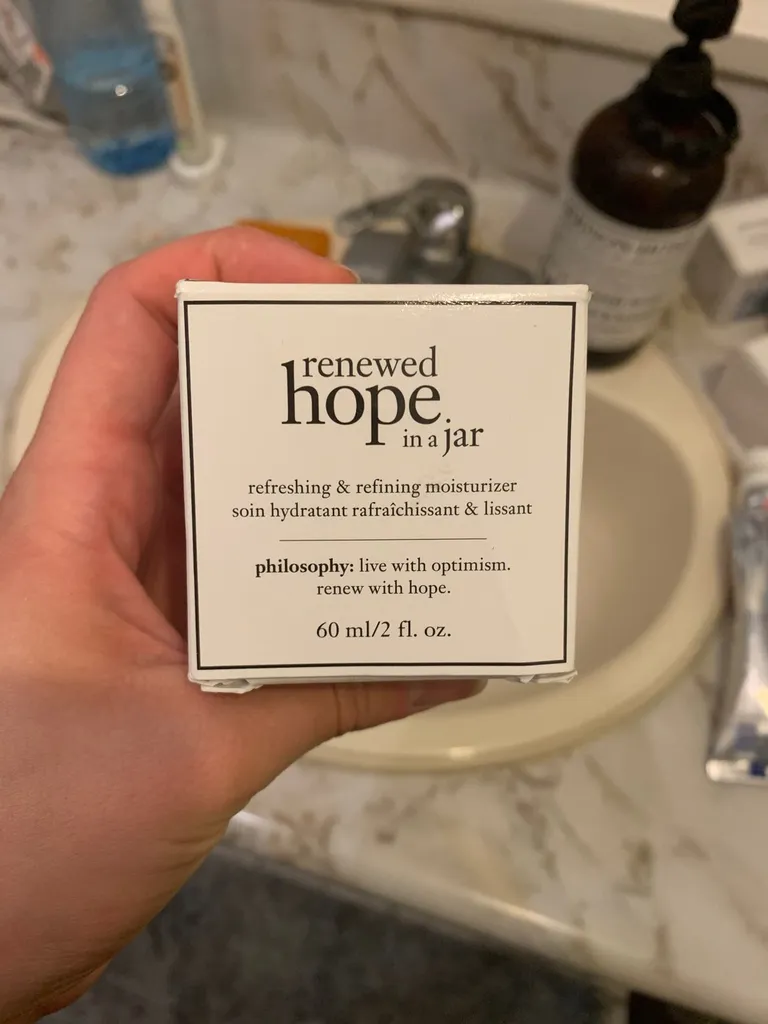 renewed
hope
in a jar
refreshing & refining moisturizer
soin hydratant rafraîchissant & lissant
philosophy: live with optimism.
renew with hope.
60 ml/2 fl. oz.